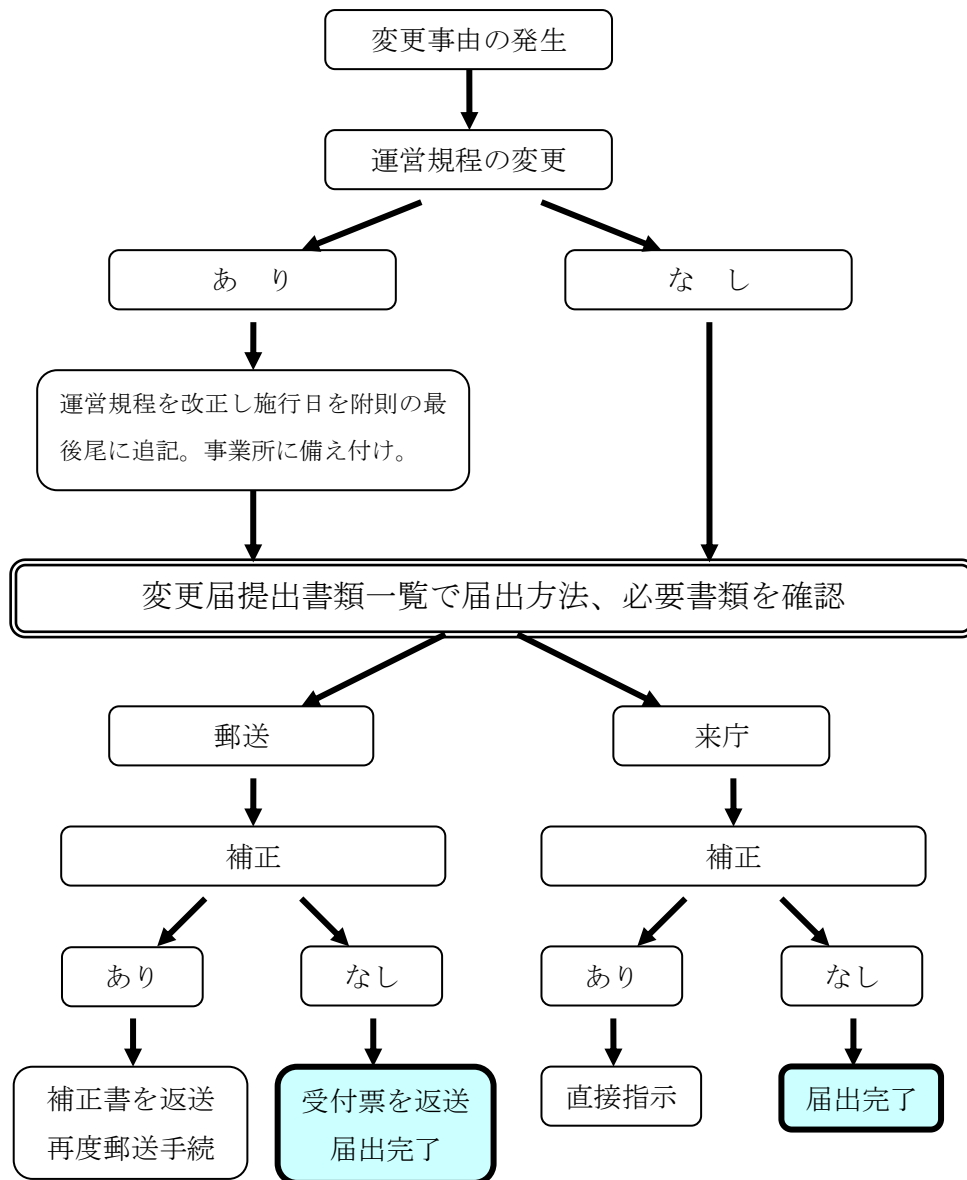 変更事由の発生
運営規程の変更
あ り
な し
運営規程を改正し施行日を附則の最
後尾に追記。事業所に備え付け。
変更届提出書類一覧で届出方法、必要書類を確認
郵送
来庁
補正
補正
あり
なし
あり
なし
補正書を返送
再度郵送手続
受付票を返送
届出完了
直接指示
届出完了